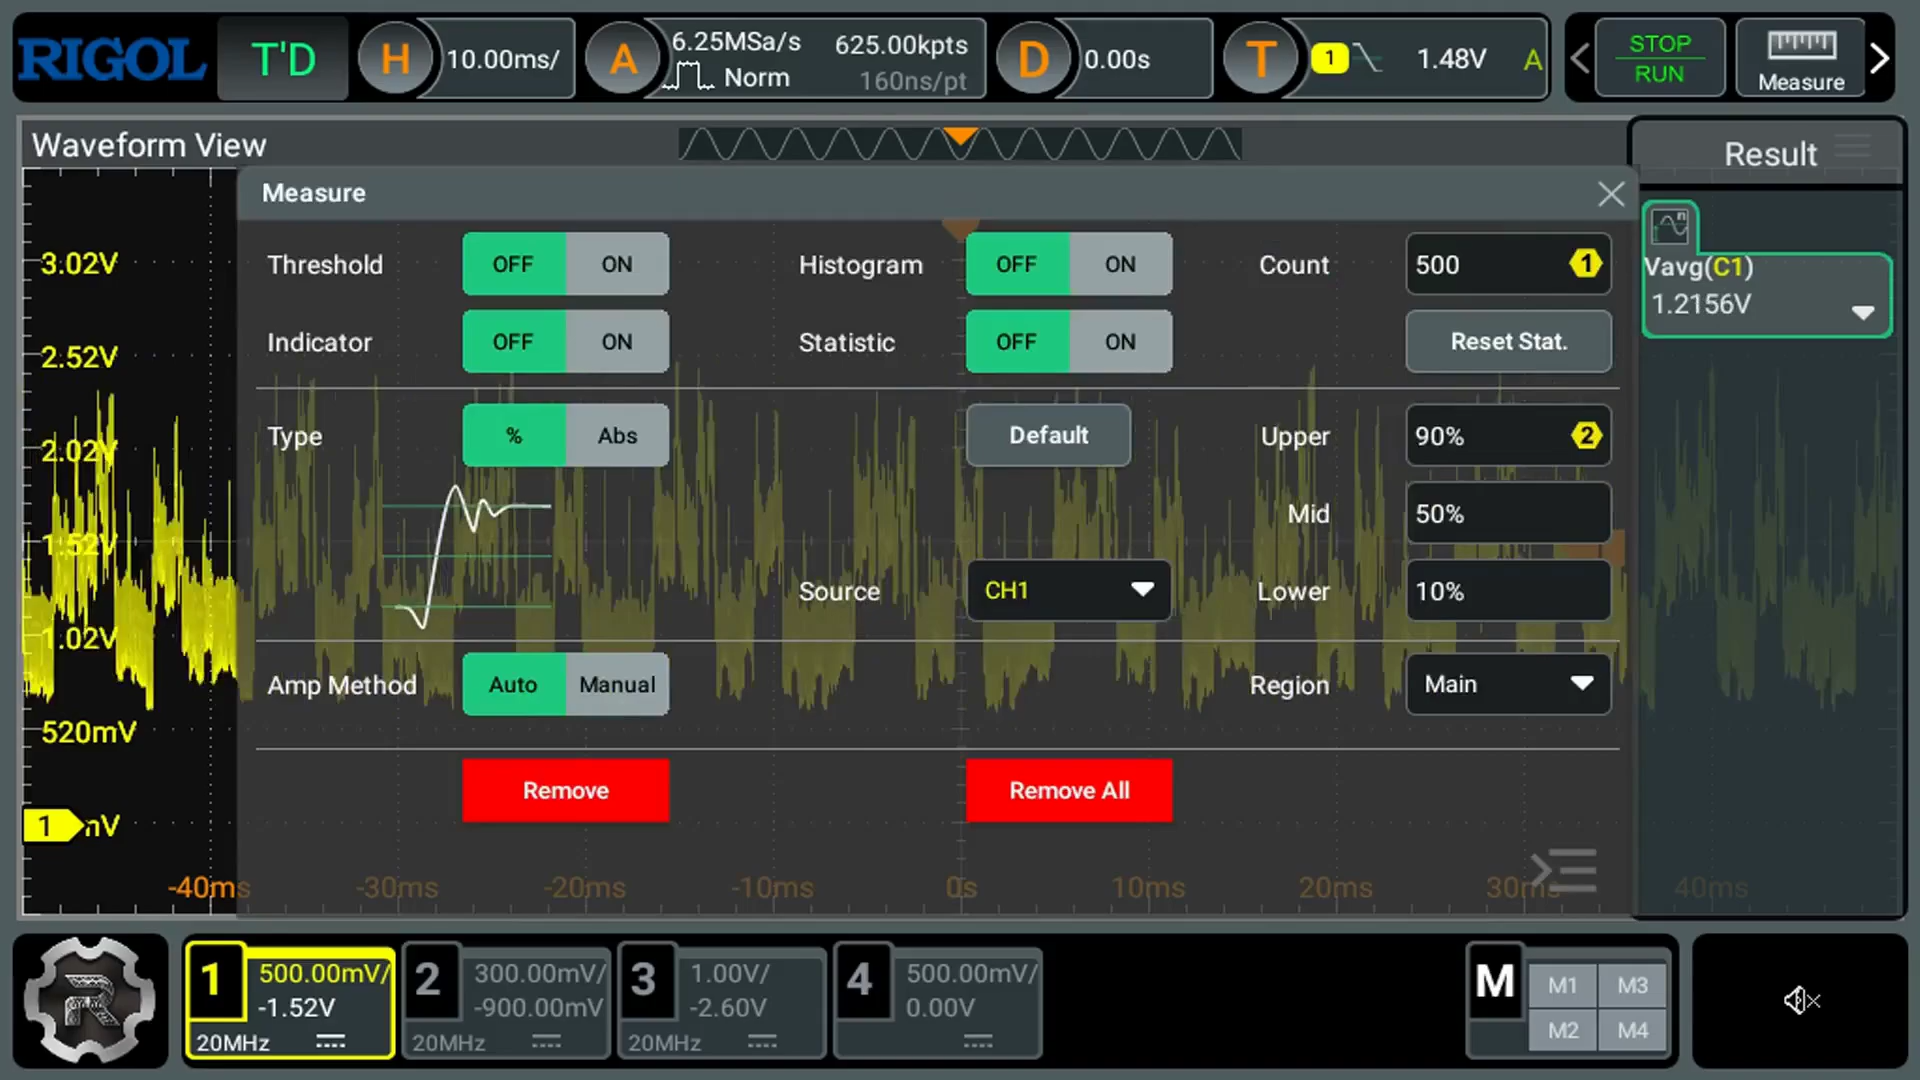 RIGOL
T'D
H
10.00ms/
A
6.25MSa/s
Norm
625.00kpts
160ns/pt
D
0.00s
T
1
1.48V
A
STOP
RUN
Measure
Waveform View
Result
Measure
Threshold
OFF
ON
Histogram
OFF
ON
Count
500
1
Indicator
OFF
ON
Statistic
OFF
ON
Reset Stat.
Type
%
Abs
Default
Upper
90%
2
Mid
50%
Source
CH1
Lower
10%
Amp Method
Auto
Manual
Region
Main
Remove
Remove All
n
Vavg(C1)
1.2156V
3.02V
2.52V
2.02V
1.52V
1.02V
520mV
1
-40ms
-30ms
-20ms
-10ms
0s
10ms
20ms
30ms
40ms
R
1
500.00mV/
-1.52V
20MHz
2
300.00mV/
-900.00mV
20MHz
3
1.00V/
-2.60V
20MHz
4
500.00mV/
0.00V
M
M1
M3
M2
M4